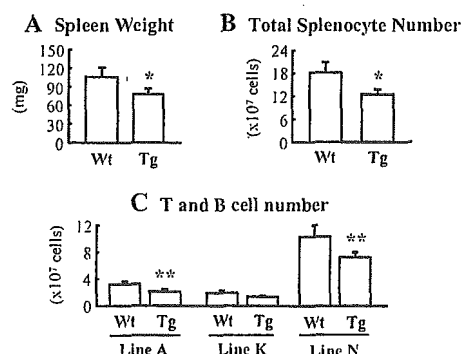 A Spleen Weight
150
120
90
60
30
0
(mg)
*
Wt Tg
B Total Splenocyte Number
24
18
12
6
0
(x10⁷ cells)
*
Wt Tg
C T and B cell number
12
8
4
0
(x10⁷ cells)
**
**
Wt Tg Wt Tg Wt Tg
Line A Line K Line N